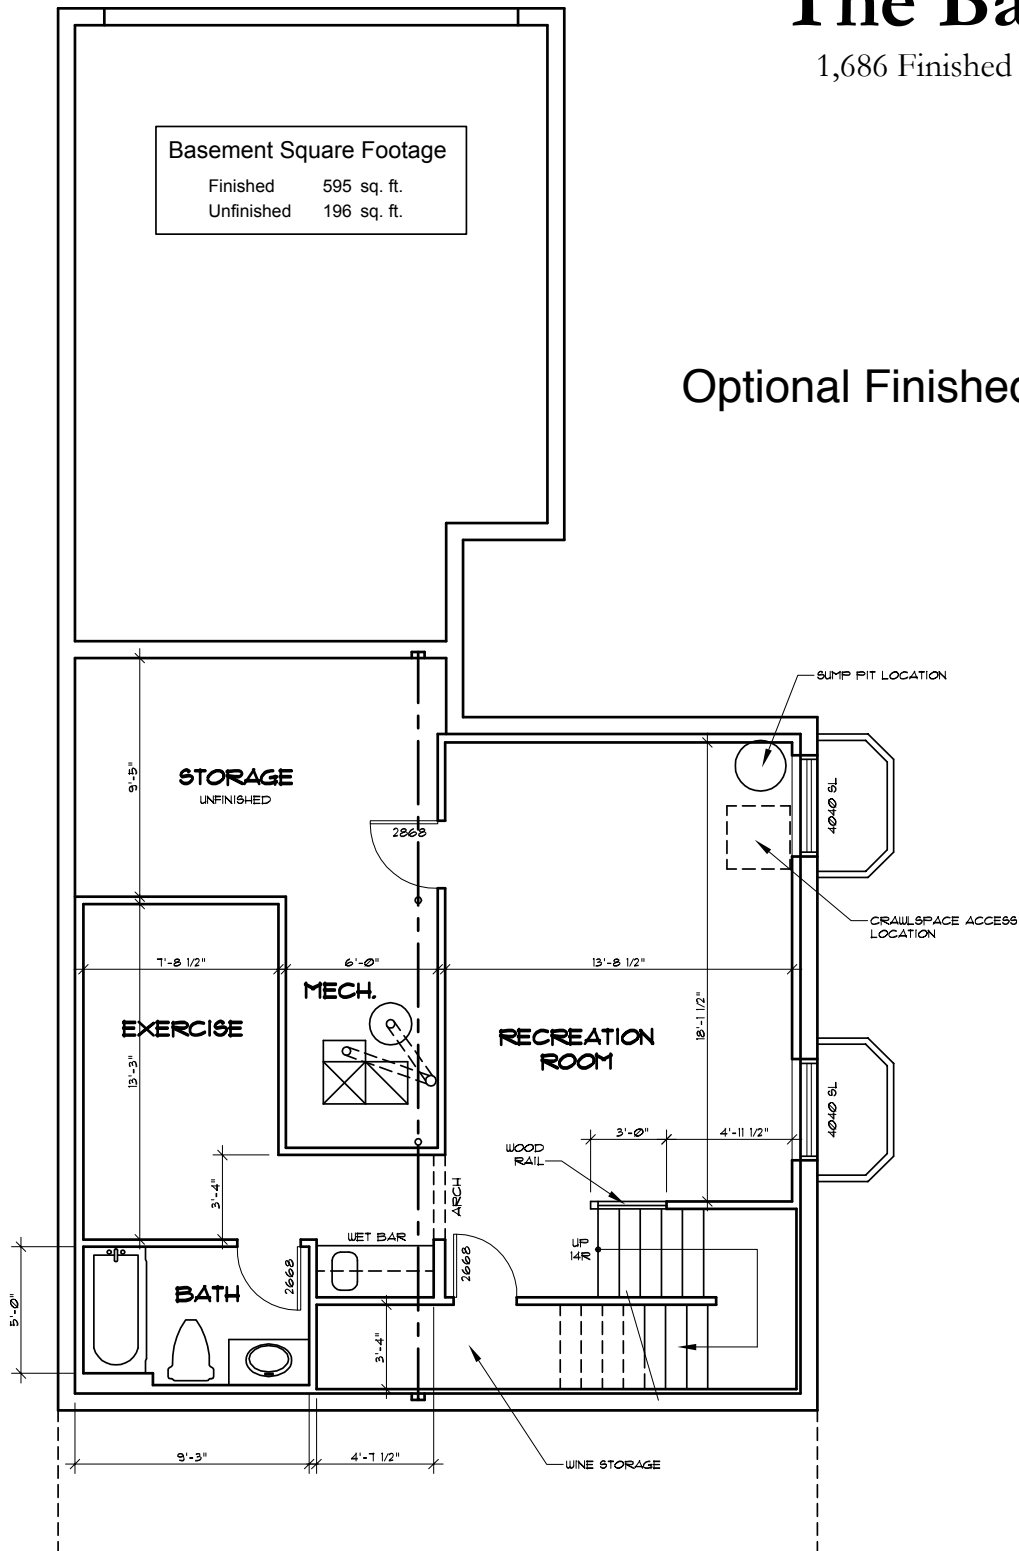 The Ba
1,686 Finished
Basement Square Footage
Finished 595 sq. ft.
Unfinished 196 sq. ft.
Optional Finished
SUMP PIT LOCATION
STORAGE
UNFINISHED
9'-5"
2868
4040 SL
CRAWLSPACE ACCESS
LOCATION
7'-8 1/2"
6'-0"
13'-8 1/2"
MECH.
EXERCISE
RECREATION
ROOM
18'-1 1/2"
13'-3"
4040 SL
3'-0"
4'-11 1/2"
WOOD
RAIL
3'-4"
ARCH
WET BAR
UP
14R
2668
2668
BATH
5'-0"
3'-4"
9'-3"
4'-7 1/2"
WINE STORAGE